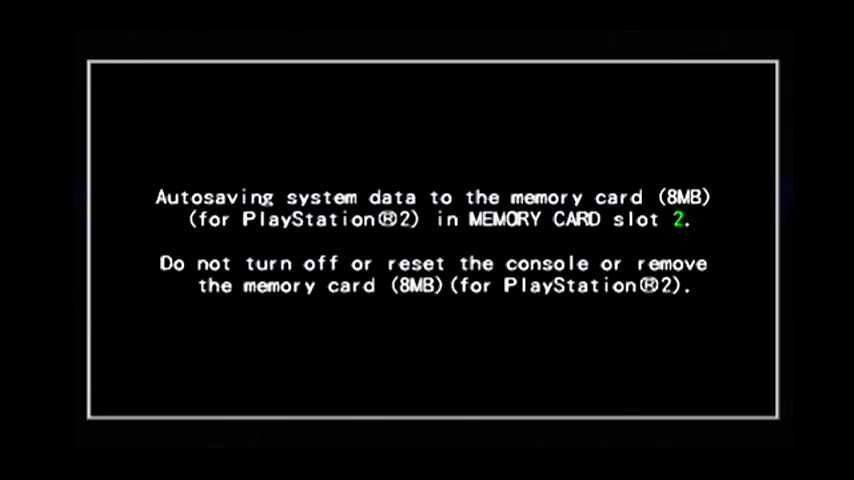 Autosaving system data to the memory card (8MB)
(for PlayStation®2) in MEMORY CARD slot 2.
Do not turn off or reset the console or remove
the memory card (8MB)(for PlayStation®2).